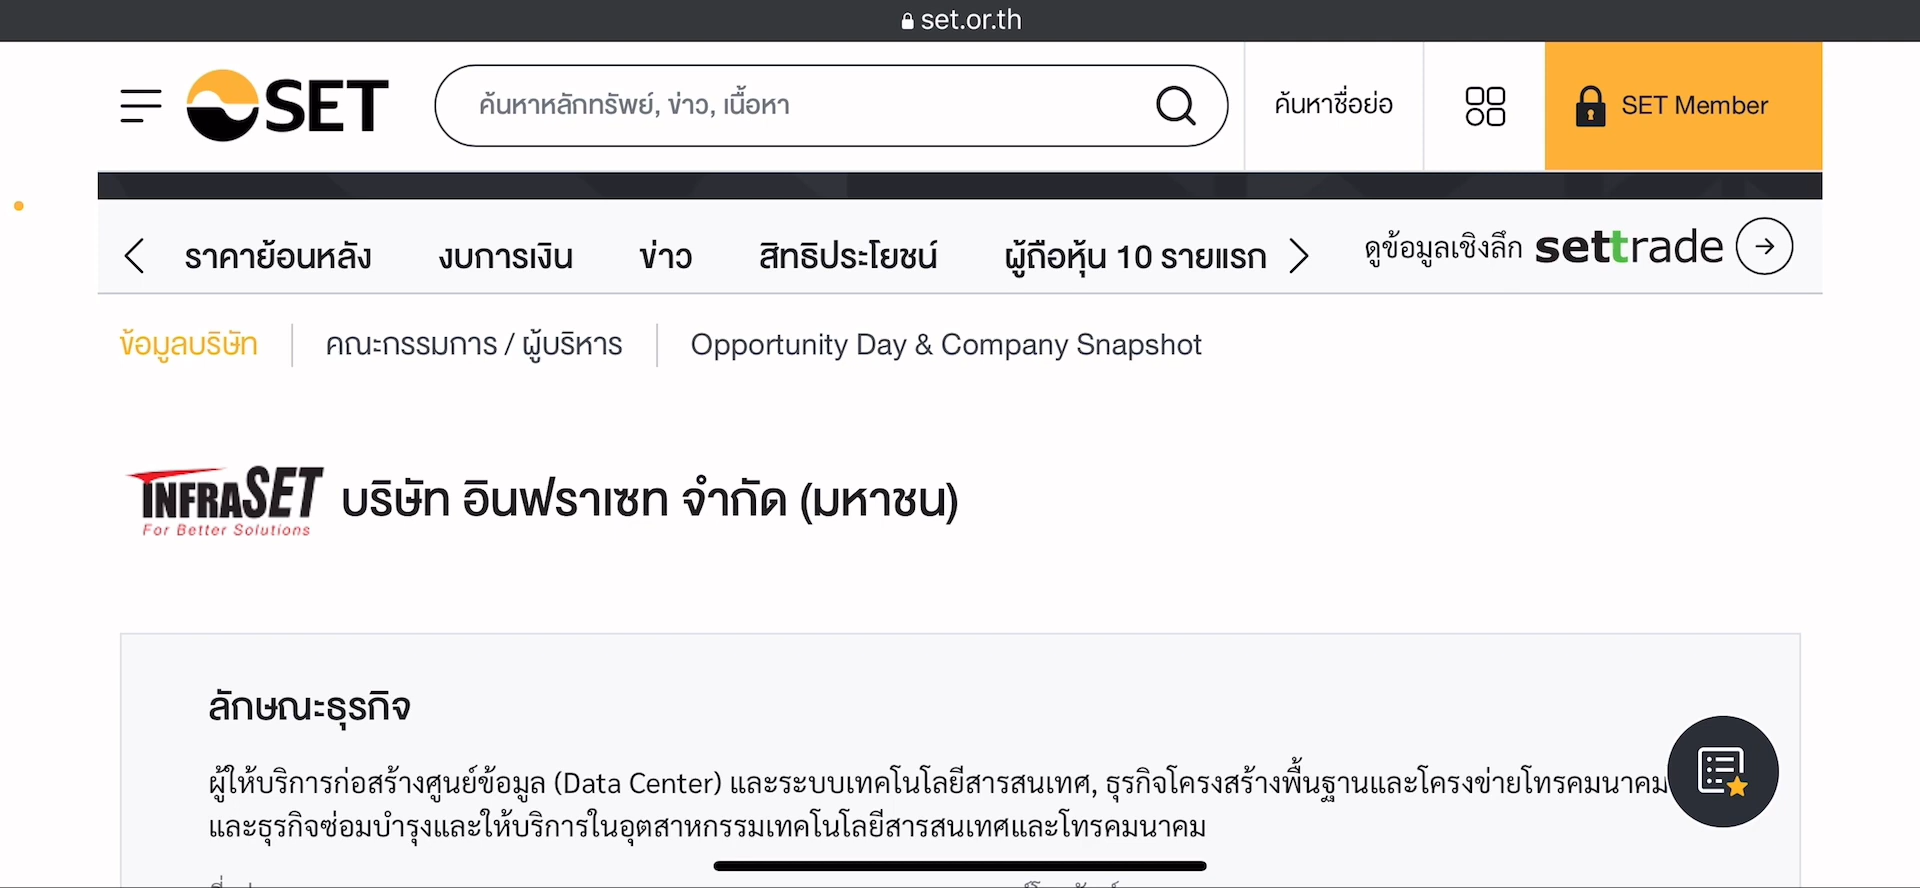 set.or.th
SET
ค้นหาหลักทรัพย์, ข่าว, เนื้อหา
ค้นหาชื่อย่อ
SET Member
ราคาย้อนหลัง
งบการเงิน
ข่าว
สิทธิประโยชน์
ผู้ถือหุ้น 10 รายแรก
ดูข้อมูลเชิงลึก settrade
ข้อมูลบริษัท
คณะกรรมการ / ผู้บริหาร
Opportunity Day & Company Snapshot
INFRASET
For Better Solutions
บริษัท อินฟราเซท จำกัด (มหาชน)
ลักษณะธุรกิจ
ผู้ให้บริการก่อสร้างศูนย์ข้อมูล (Data Center) และระบบเทคโนโลยีสารสนเทศ, ธุรกิจโครงสร้างพื้นฐานและโครงข่ายโทรคมนาคม
และธุรกิจซ่อมบำรุงและให้บริการในอุตสาหกรรมเทคโนโลยีสารสนเทศและโทรคมนาคม